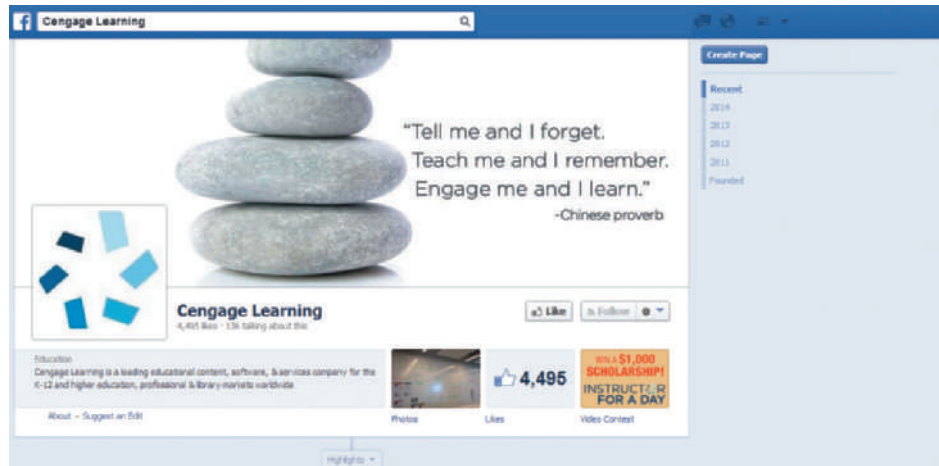 Cengage Learning
Create Page
Recent
2014
2013
2012
2011
Founded
“Tell me and I forget.
Teach me and I remember.
Engage me and I learn.”
-Chinese proverb
Cengage Learning
4,495 likes · 136 talking about this
Like
Follow
Education
Cengage Learning is a leading educational content, software, & services company for the
K-12 and higher education, professional & library markets worldwide
About – Suggest an Edit
Photos
4,495
Likes
WIN A $1,000
SCHOLARSHIP!
INSTRUCTOR
FOR A DAY
Video Contest
Highlights